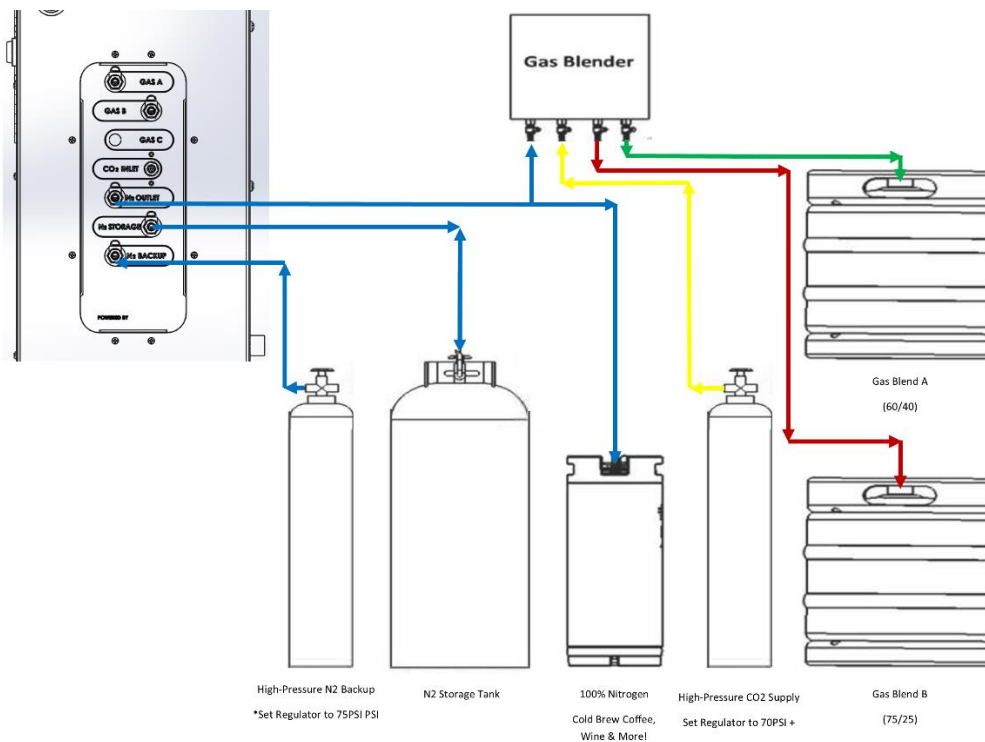 Gas Blender
GAS A
GAS B
GAS C
CO₂ INLET
N₂ OUTLET
N₂ STORAGE
N₂ BACKUP
POWERED BY
Gas Blend A
(60/40)
High-Pressure N2 Backup
*Set Regulator to 75PSI PSI
N2 Storage Tank
100% Nitrogen
Cold Brew Coffee,
Wine & More!
High-Pressure CO2 Supply
Set Regulator to 70PSI +
Gas Blend B
(75/25)